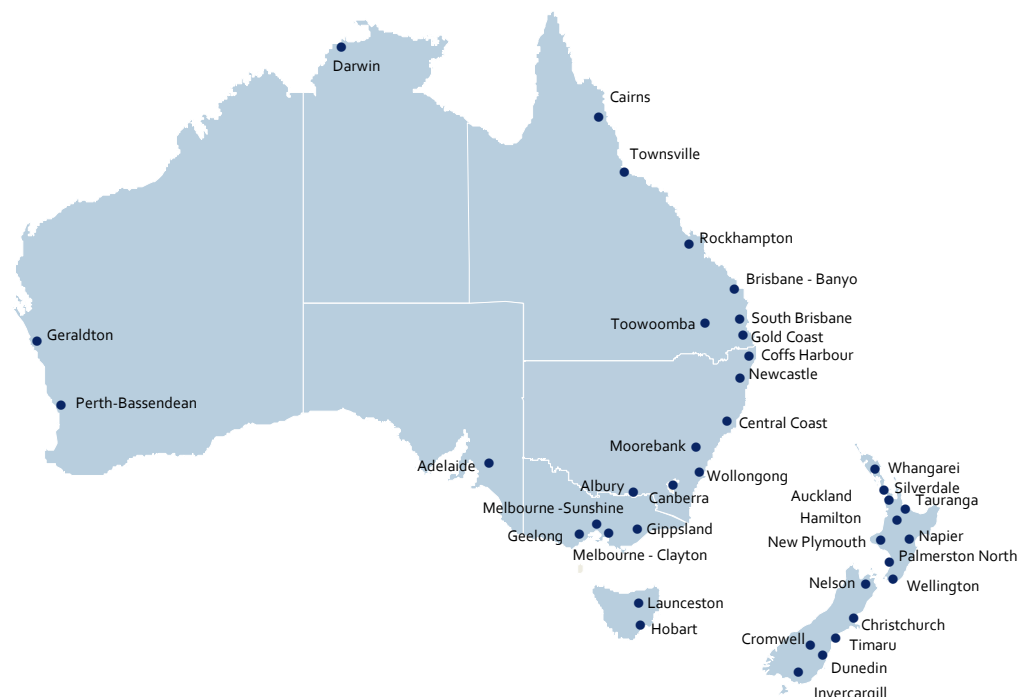 Darwin
Cairns
Townsville
Rockhampton
Brisbane - Banyo
South Brisbane
Toowoomba
Geraldton
Gold Coast
Coffs Harbour
Newcastle
Perth-Bassendean
Central Coast
Moorebank
Adelaide
Whangarei
Wollongong
Albury
Silverdale
Canberra
Auckland
Tauranga
Melbourne -Sunshine
Hamilton
Gippsland
Geelong
Napier
New Plymouth
Melbourne - Clayton
Palmerston North
Nelson
Wellington
Launceston
Christchurch
Hobart
Cromwell
Timaru
Dunedin
Invercargill